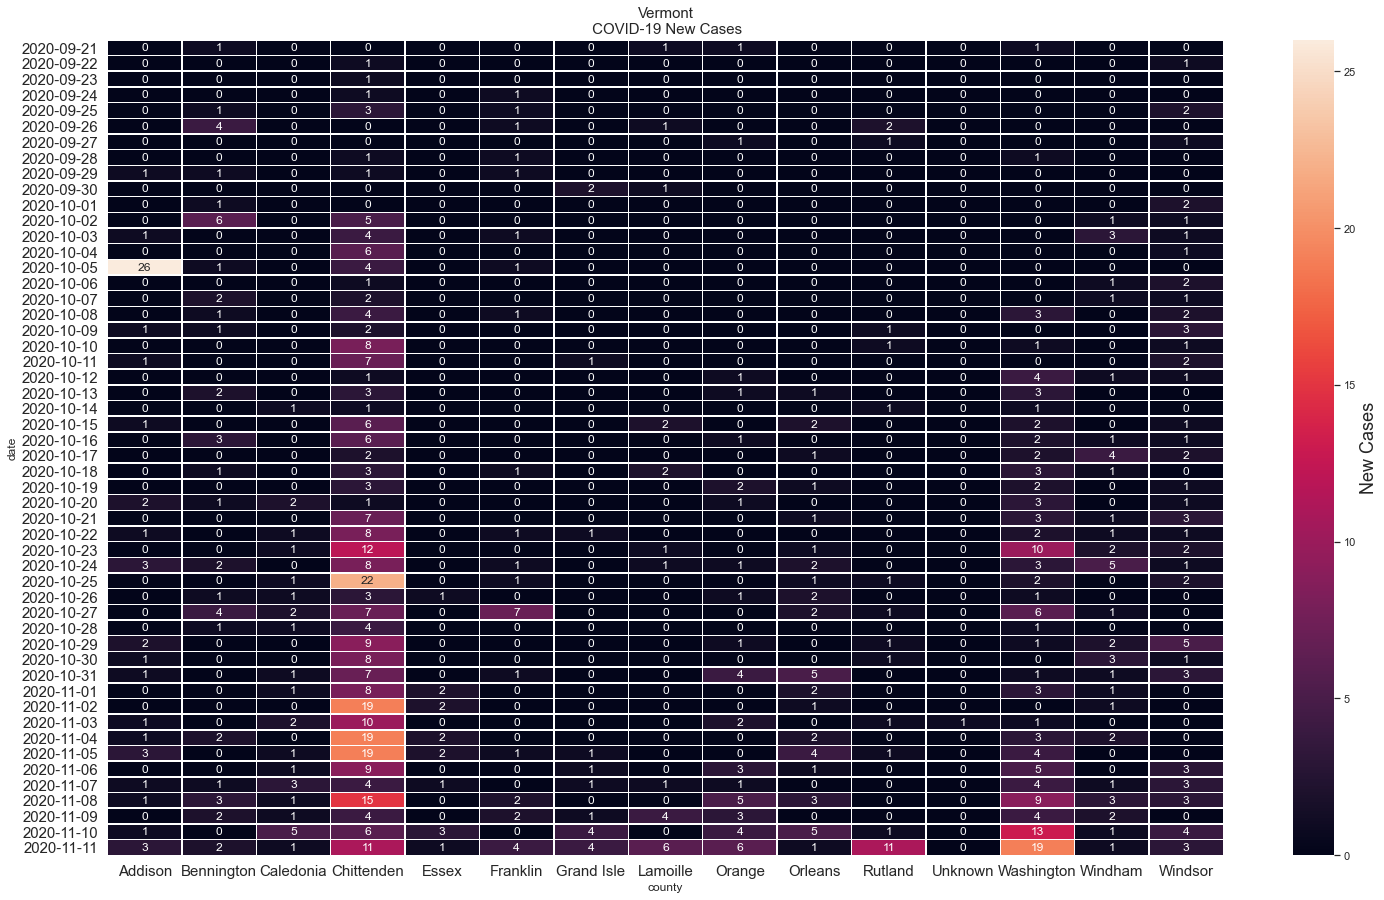 Vermont
COVID-19 New Cases
2020-09-21 0 1 0 0 0 0 0 1 1 0 0 0 1 0 0
2020-09-22 0 0 0 1 0 0 0 0 0 0 0 0 0 0 1
2020-09-23 0 0 0 1 0 0 0 0 0 0 0 0 0 0 0
2020-09-24 0 0 0 1 0 1 0 0 0 0 0 0 0 0 0
2020-09-25 0 1 0 3 0 1 0 0 0 0 0 0 0 0 2
2020-09-26 0 4 0 0 0 1 0 1 0 0 2 0 0 0 0
2020-09-27 0 0 0 0 0 0 0 0 1 0 1 0 0 0 1
2020-09-28 0 0 0 1 0 1 0 0 0 0 0 0 1 0 0
2020-09-29 1 1 0 1 0 1 0 0 0 0 0 0 0 0 0
2020-09-30 0 0 0 0 0 0 2 1 0 0 0 0 0 0 0
2020-10-01 0 1 0 0 0 0 0 0 0 0 0 0 0 0 2
2020-10-02 0 6 0 5 0 0 0 0 0 0 0 0 0 1 1
2020-10-03 1 0 0 4 0 1 0 0 0 0 0 0 0 3 1
2020-10-04 0 0 0 6 0 0 0 0 0 0 0 0 0 0 1
2020-10-05 26 1 0 4 0 1 0 0 0 0 0 0 0 0 0
2020-10-06 0 0 0 1 0 0 0 0 0 0 0 0 0 1 2
2020-10-07 0 2 0 2 0 0 0 0 0 0 0 0 0 1 1
2020-10-08 0 1 0 4 0 1 0 0 0 0 0 0 3 0 2
2020-10-09 1 1 0 2 0 0 0 0 0 0 1 0 0 0 3
2020-10-10 0 0 0 8 0 0 0 0 0 0 1 0 1 0 1
2020-10-11 1 0 0 7 0 0 1 0 0 0 0 0 0 0 2
2020-10-12 0 0 0 1 0 0 0 0 1 0 0 0 4 1 1
2020-10-13 0 2 0 3 0 0 0 0 1 1 0 0 3 0 0
2020-10-14 0 0 1 1 0 0 0 0 0 0 1 0 1 0 0
2020-10-15 1 0 0 6 0 0 0 2 0 2 0 0 2 0 1
2020-10-16 0 3 0 6 0 0 0 0 1 0 0 0 2 1 1
2020-10-17 0 0 0 2 0 0 0 0 0 1 0 0 2 4 2
2020-10-18 0 1 0 3 0 1 0 2 0 0 0 0 3 1 0
2020-10-19 0 0 0 3 0 0 0 0 2 1 0 0 2 0 1
2020-10-20 2 1 2 1 0 0 0 0 1 0 0 0 3 0 1
2020-10-21 0 0 0 7 0 0 0 0 0 1 0 0 3 1 3
2020-10-22 1 0 1 8 0 1 1 0 0 0 0 0 2 1 1
2020-10-23 0 0 1 12 0 0 0 1 0 1 0 0 10 2 2
2020-10-24 3 2 0 8 0 1 0 1 1 2 0 0 3 5 1
2020-10-25 0 0 1 22 0 1 0 0 0 1 1 0 2 0 2
2020-10-26 0 1 1 3 1 0 0 0 1 2 0 0 1 0 0
2020-10-27 0 4 2 7 0 7 0 0 0 2 1 0 6 1 0
2020-10-28 0 1 1 4 0 0 0 0 0 0 0 0 1 0 0
2020-10-29 2 0 0 9 0 0 0 0 1 0 1 0 1 2 5
2020-10-30 1 0 0 8 0 0 0 0 0 0 1 0 0 3 1
2020-10-31 1 0 1 7 0 1 0 0 4 5 0 0 1 1 3
2020-11-01 0 0 1 8 2 0 0 0 0 2 0 0 3 1 0
2020-11-02 0 0 0 19 2 0 0 0 0 1 0 0 0 1 0
2020-11-03 1 0 2 10 0 0 0 0 2 0 1 1 1 0 0
2020-11-04 1 2 0 19 2 0 0 0 0 2 0 0 3 2 0
2020-11-05 3 0 1 19 2 1 1 0 0 4 1 0 4 0 0
2020-11-06 0 0 1 9 0 0 1 0 3 1 0 0 5 0 3
2020-11-07 1 1 3 4 1 0 1 1 1 0 0 0 4 1 3
2020-11-08 1 3 1 15 0 2 0 0 5 3 0 0 9 3 3
2020-11-09 0 2 1 4 0 2 1 4 3 0 0 0 4 2 0
2020-11-10 1 0 5 6 3 0 4 0 4 5 1 0 13 1 4
2020-11-11 3 2 1 11 1 4 4 6 6 1 11 0 19 1 3
Addison Bennington Caledonia Chittenden Essex Franklin Grand Isle Lamoille Orange Orleans Rutland Unknown Washington Windham Windsor
county
date
25
20
15
10
5
0
New Cases